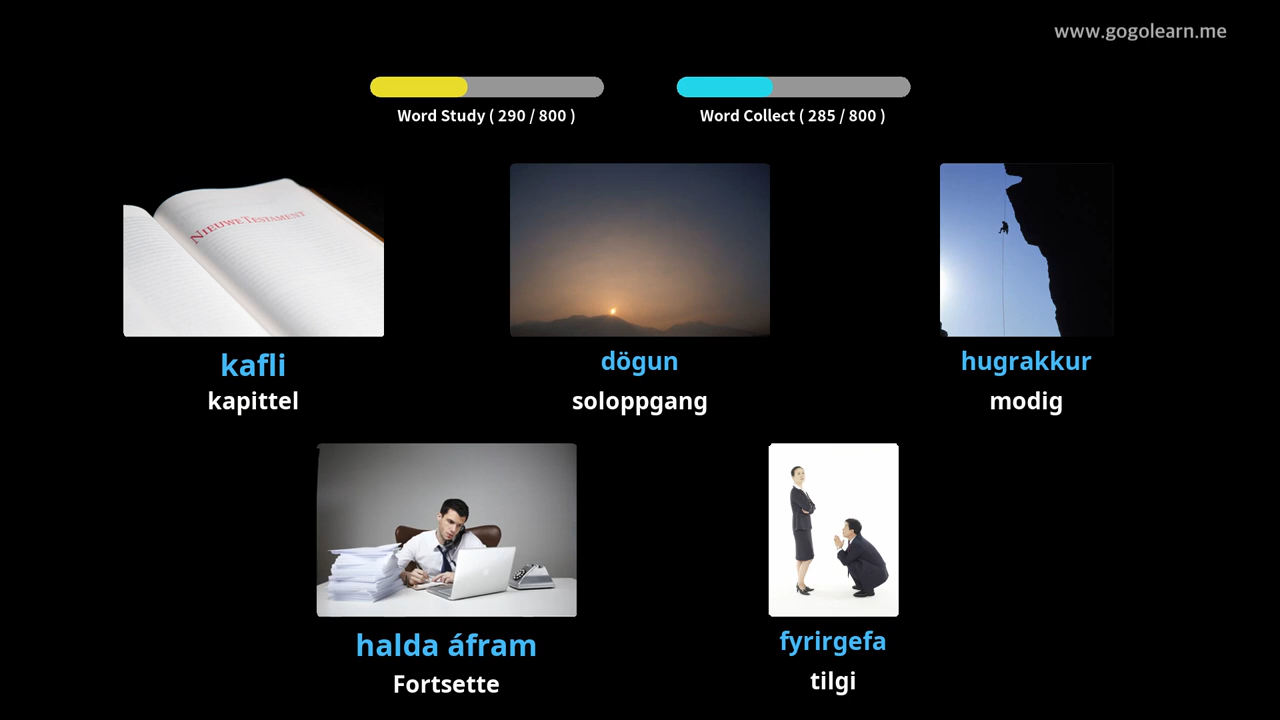 www.gogolearn.me
Word Study ( 290 / 800 )
Word Collect ( 285 / 800 )
NIEUWE TESTAMENT
kafli
kapittel
dögun
soloppgang
hugrakkur
modig
halda áfram
Fortsette
fyrirgefa
tilgi